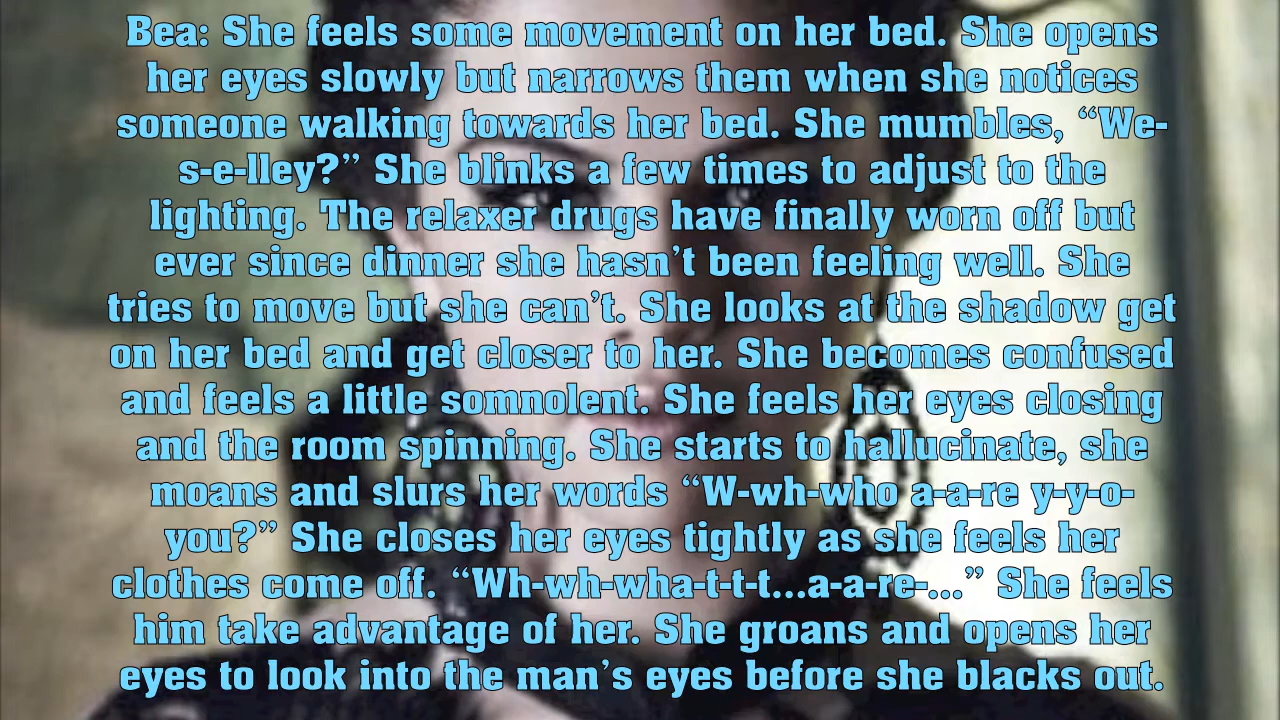 Bea: She feels some movement on her bed. She opens
her eyes slowly but narrows them when she notices
someone walking towards her bed. She mumbles, “We-
s-e-lley?” She blinks a few times to adjust to the
lighting. The relaxer drugs have finally worn off but
ever since dinner she hasn’t been feeling well. She
tries to move but she can’t. She looks at the shadow get
on her bed and get closer to her. She becomes confused
and feels a little somnolent. She feels her eyes closing
and the room spinning. She starts to hallucinate, she
moans and slurs her words “W-wh-who a-a-re y-y-o-
you?” She closes her eyes tightly as she feels her
clothes come off. “Wh-wh-wha-t-t-t...a-a-re-...” She feels
him take advantage of her. She groans and opens her
eyes to look into the man’s eyes before she blacks out.